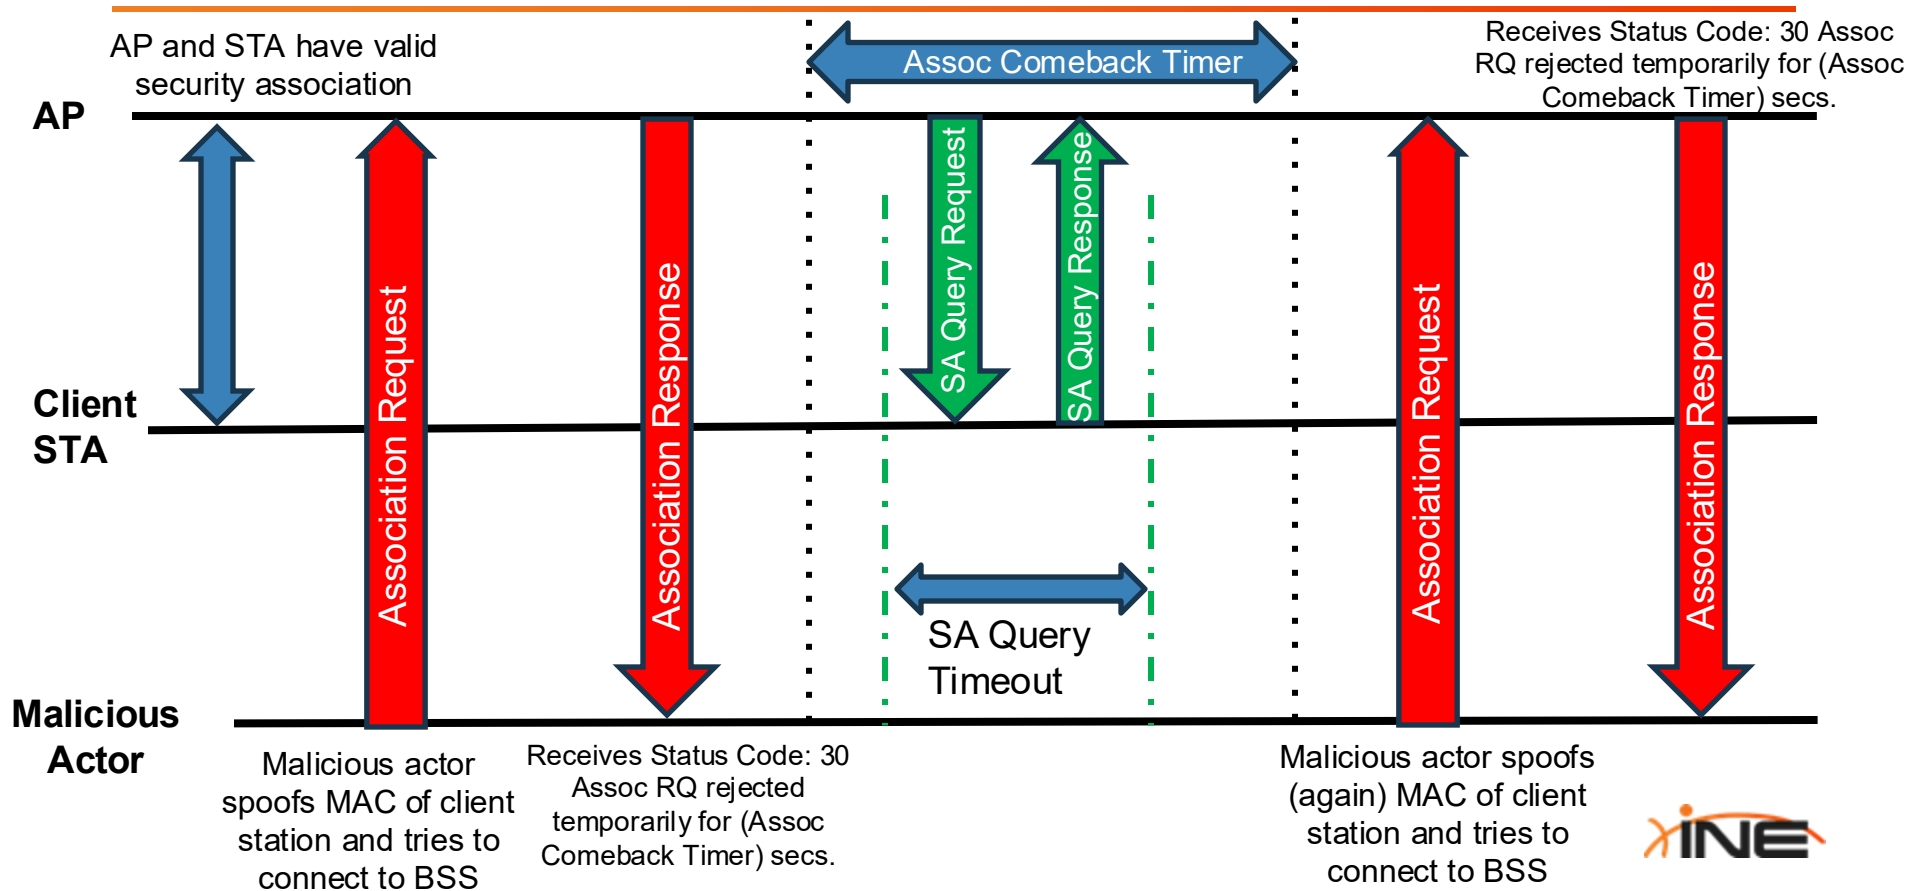 AP and STA have valid
security association
Assoc Comeback Timer
Receives Status Code: 30 Assoc
RQ rejected temporarily for (Assoc
Comeback Timer) secs.
AP
Association Request
Association Response
SA Query Request
SA Query Response
Association Request
Association Response
Client
STA
SA Query
Timeout
Malicious
Actor
Malicious actor
spoofs MAC of client
station and tries to
connect to BSS
Receives Status Code: 30
Assoc RQ rejected
temporarily for (Assoc
Comeback Timer) secs.
Malicious actor spoofs
(again) MAC of client
station and tries to
connect to BSS
INE